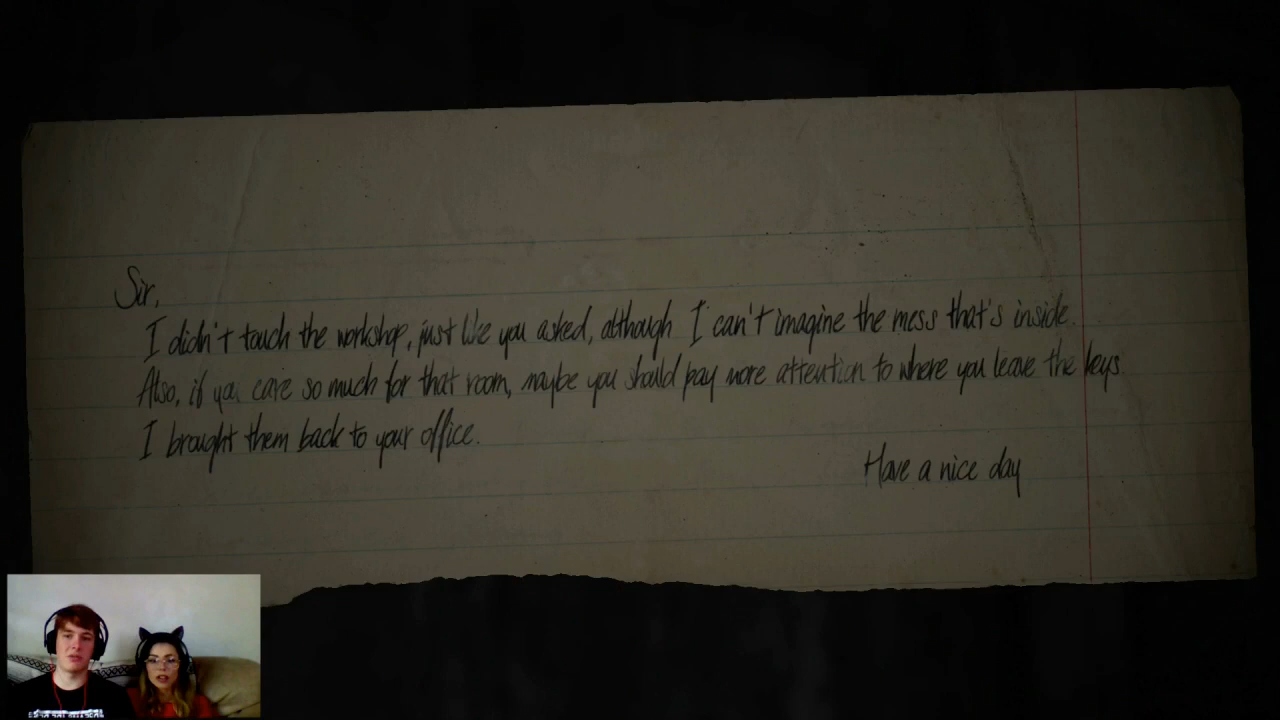 Sir,
I didn't touch the workshop, just like you asked, although I can't imagine the mess that's inside.
Also, if you care so much for that room, maybe you should pay more attention to where you leave the keys.
I brought them back to your office.
Have a nice day